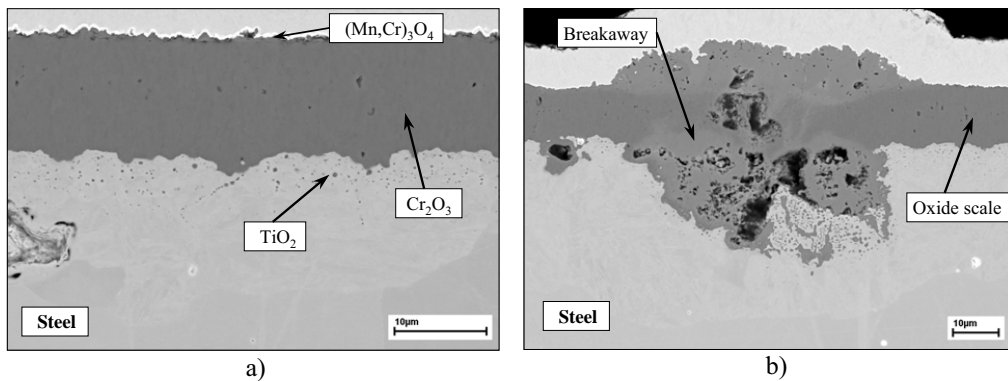 (Mn,Cr)₃O₄
Cr₂O₃
TiO₂
Steel
10µm
a)
Breakaway
Oxide scale
Steel
10µm
b)